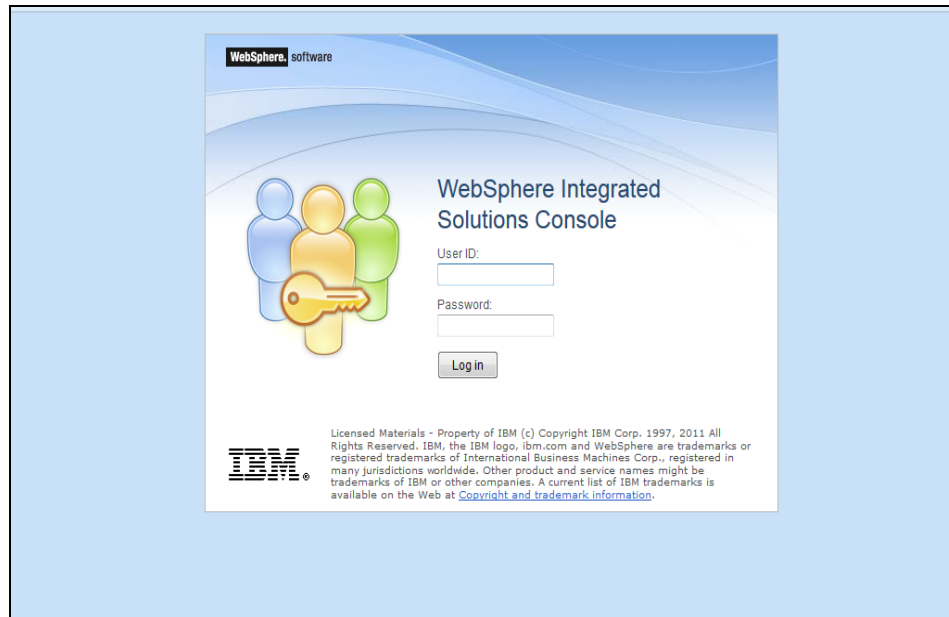 WebSphere. software
WebSphere Integrated
Solutions Console
User ID:
Password:
Log in
IBM®
Licensed Materials - Property of IBM (c) Copyright IBM Corp. 1997, 2011 All
Rights Reserved. IBM, the IBM logo, ibm.com and WebSphere are trademarks or
registered trademarks of International Business Machines Corp., registered in
many jurisdictions worldwide. Other product and service names might be
trademarks of IBM or other companies. A current list of IBM trademarks is
available on the Web at Copyright and trademark information.